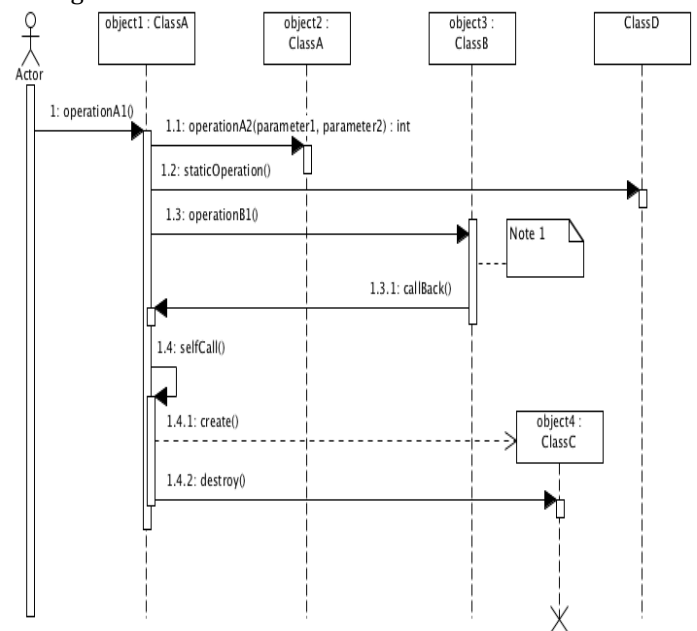 object1 : ClassA
object2 :
ClassA
object3 :
ClassB
ClassD
Actor
1: operationA1()
1.1: operationA2(parameter1, parameter2) : int
1.2: staticOperation()
1.3: operationB1()
Note 1
1.3.1: callBack()
1.4: selfCall()
1.4.1: create()
object4 :
ClassC
1.4.2: destroy()